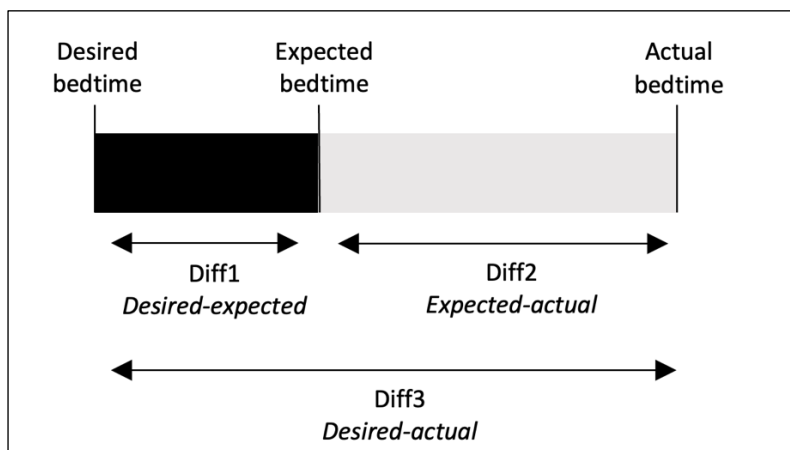 Desired
bedtime
Expected
bedtime
Actual
bedtime
Diff1
Desired-expected
Diff2
Expected-actual
Diff3
Desired-actual